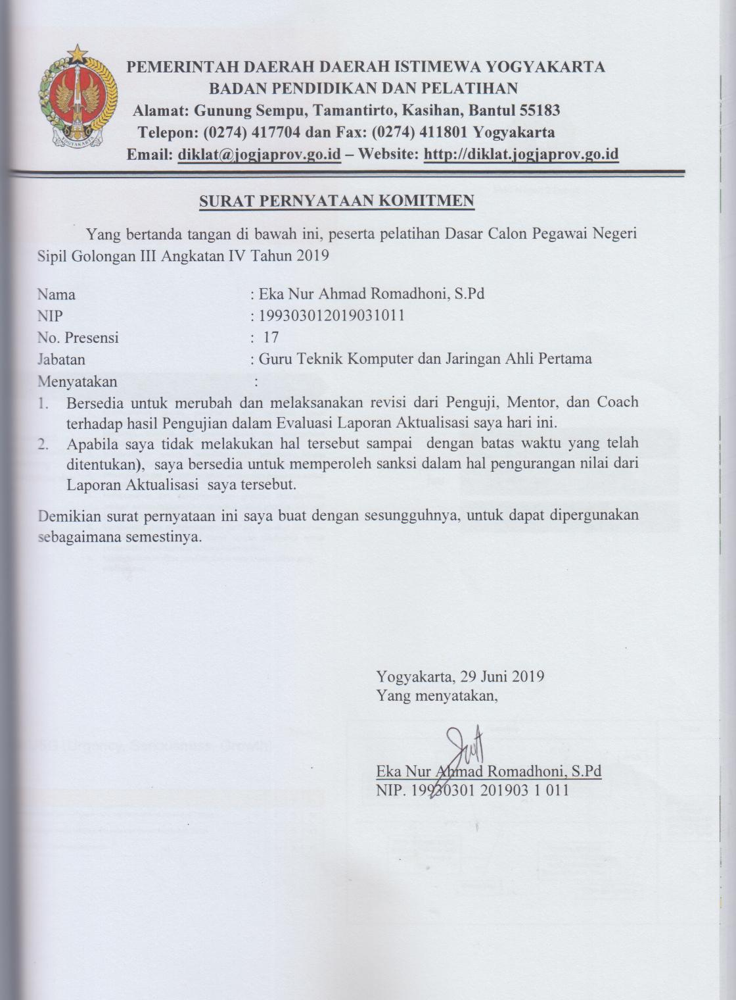 PEMERINTAH DAERAH DAERAH ISTIMEWA YOGYAKARTA
BADAN PENDIDIKAN DAN PELATIHAN
Alamat: Gunung Sempu, Tamantirto, Kasihan, Bantul 55183
Telepon: (0274) 417704 dan Fax: (0274) 411801 Yogyakarta
Email: diklat@jogjaprov.go.id – Website: http://diklat.jogjaprov.go.id
YOGYAKARTA
SURAT PERNYATAAN KOMITMEN
Yang bertanda tangan di bawah ini, peserta pelatihan Dasar Calon Pegawai Negeri
Sipil Golongan III Angkatan IV Tahun 2019
Nama : Eka Nur Ahmad Romadhoni, S.Pd
NIP : 199303012019031011
No. Presensi : 17
Jabatan : Guru Teknik Komputer dan Jaringan Ahli Pertama
Menyatakan :
1. Bersedia untuk merubah dan melaksanakan revisi dari Penguji, Mentor, dan Coach
terhadap hasil Pengujian dalam Evaluasi Laporan Aktualisasi saya hari ini.
2. Apabila saya tidak melakukan hal tersebut sampai dengan batas waktu yang telah
ditentukan), saya bersedia untuk memperoleh sanksi dalam hal pengurangan nilai dari
Laporan Aktualisasi saya tersebut.
Demikian surat pernyataan ini saya buat dengan sesungguhnya, untuk dapat dipergunakan
sebagaimana semestinya.
Yogyakarta, 29 Juni 2019
Yang menyatakan,
Eka Nur Ahmad Romadhoni, S.Pd
NIP. 19930301 201903 1 011
USG (Urgency, Seriousness, Growth)